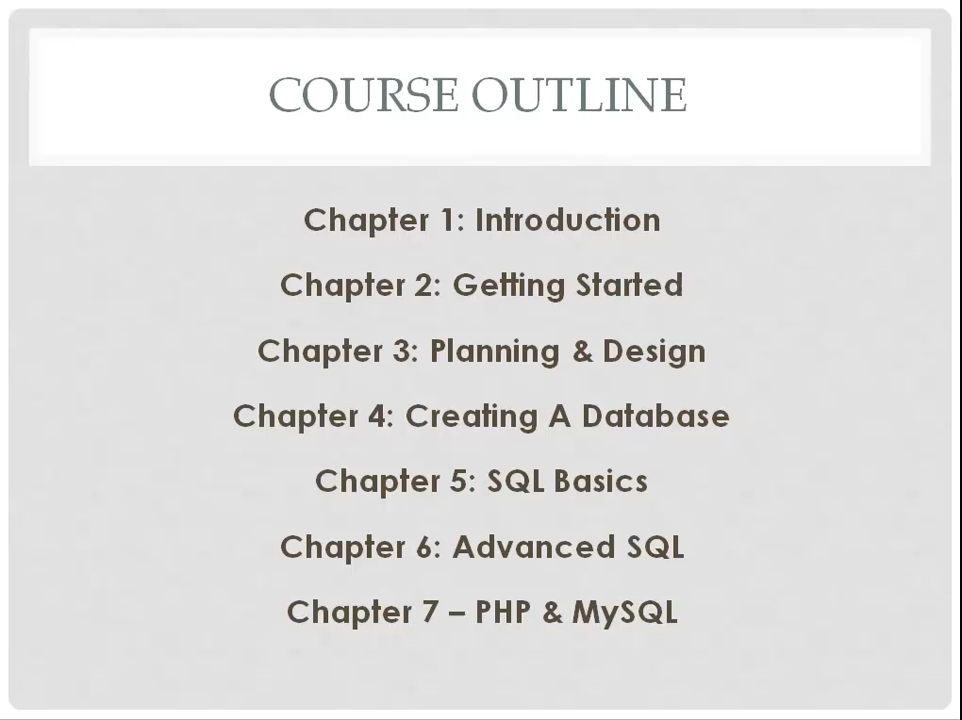 COURSE OUTLINE
Chapter 1: Introduction
Chapter 2: Getting Started
Chapter 3: Planning & Design
Chapter 4: Creating A Database
Chapter 5: SQL Basics
Chapter 6: Advanced SQL
Chapter 7 – PHP & MySQL